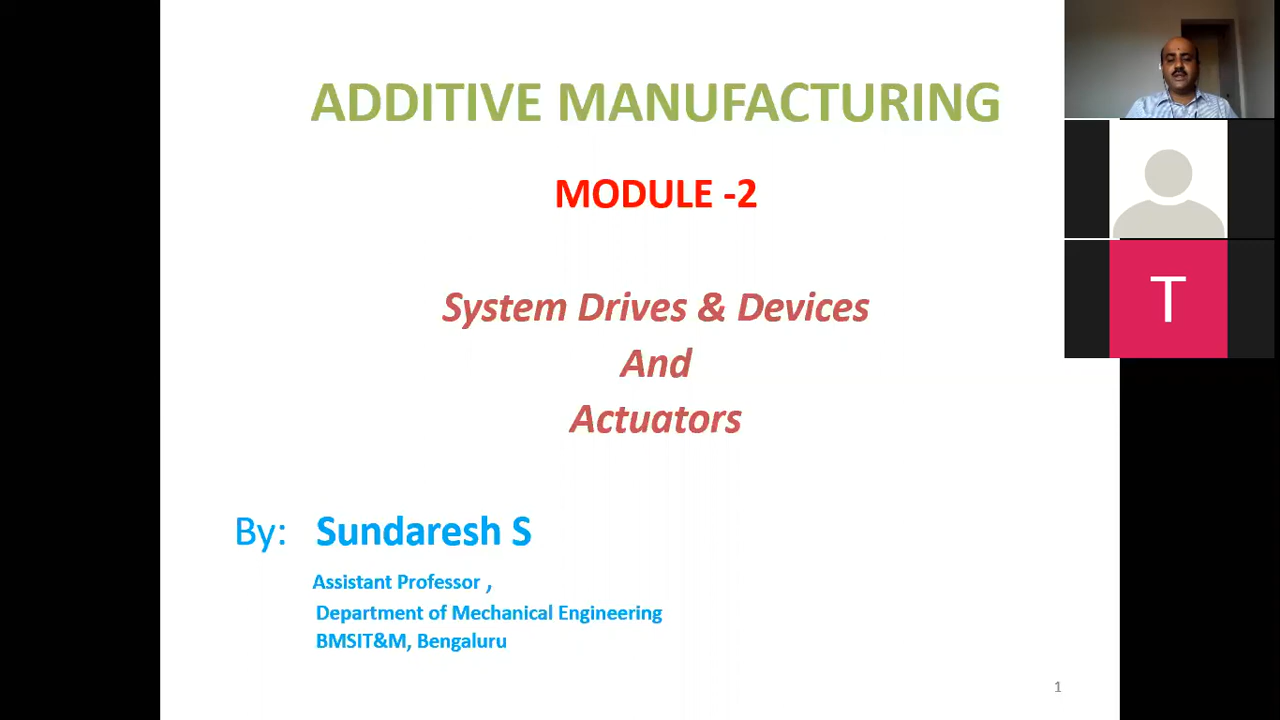 ADDITIVE MANUFACTURING
MODULE -2
System Drives & Devices
And
Actuators
By: Sundaresh S
Assistant Professor ,
Department of Mechanical Engineering
BMSIT&M, Bengaluru
1
T